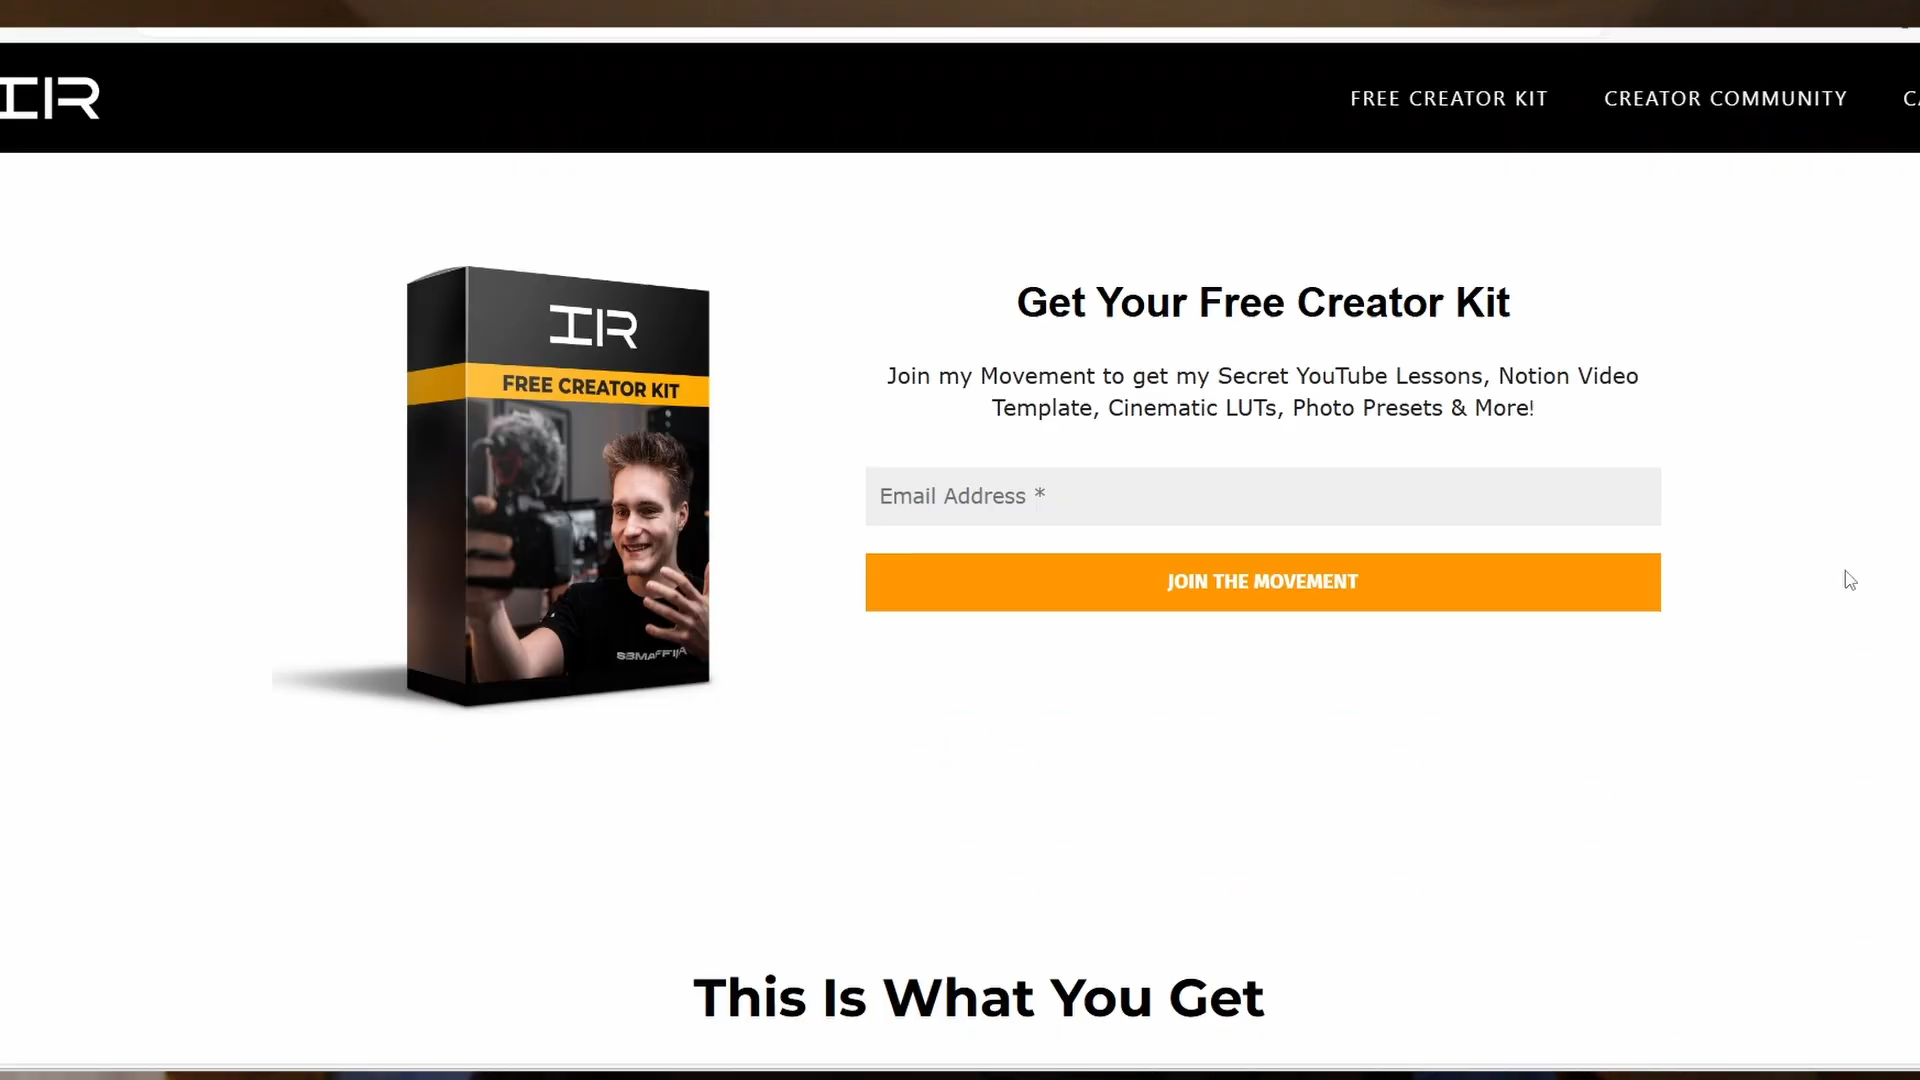 IR
FREE CREATOR KIT
CREATOR COMMUNITY
IR
FREE CREATOR KIT
SBMAFFIJA
Get Your Free Creator Kit
Join my Movement to get my Secret YouTube Lessons, Notion Video
Template, Cinematic LUTs, Photo Presets & More!
Email Address *
JOIN THE MOVEMENT
This Is What You Get